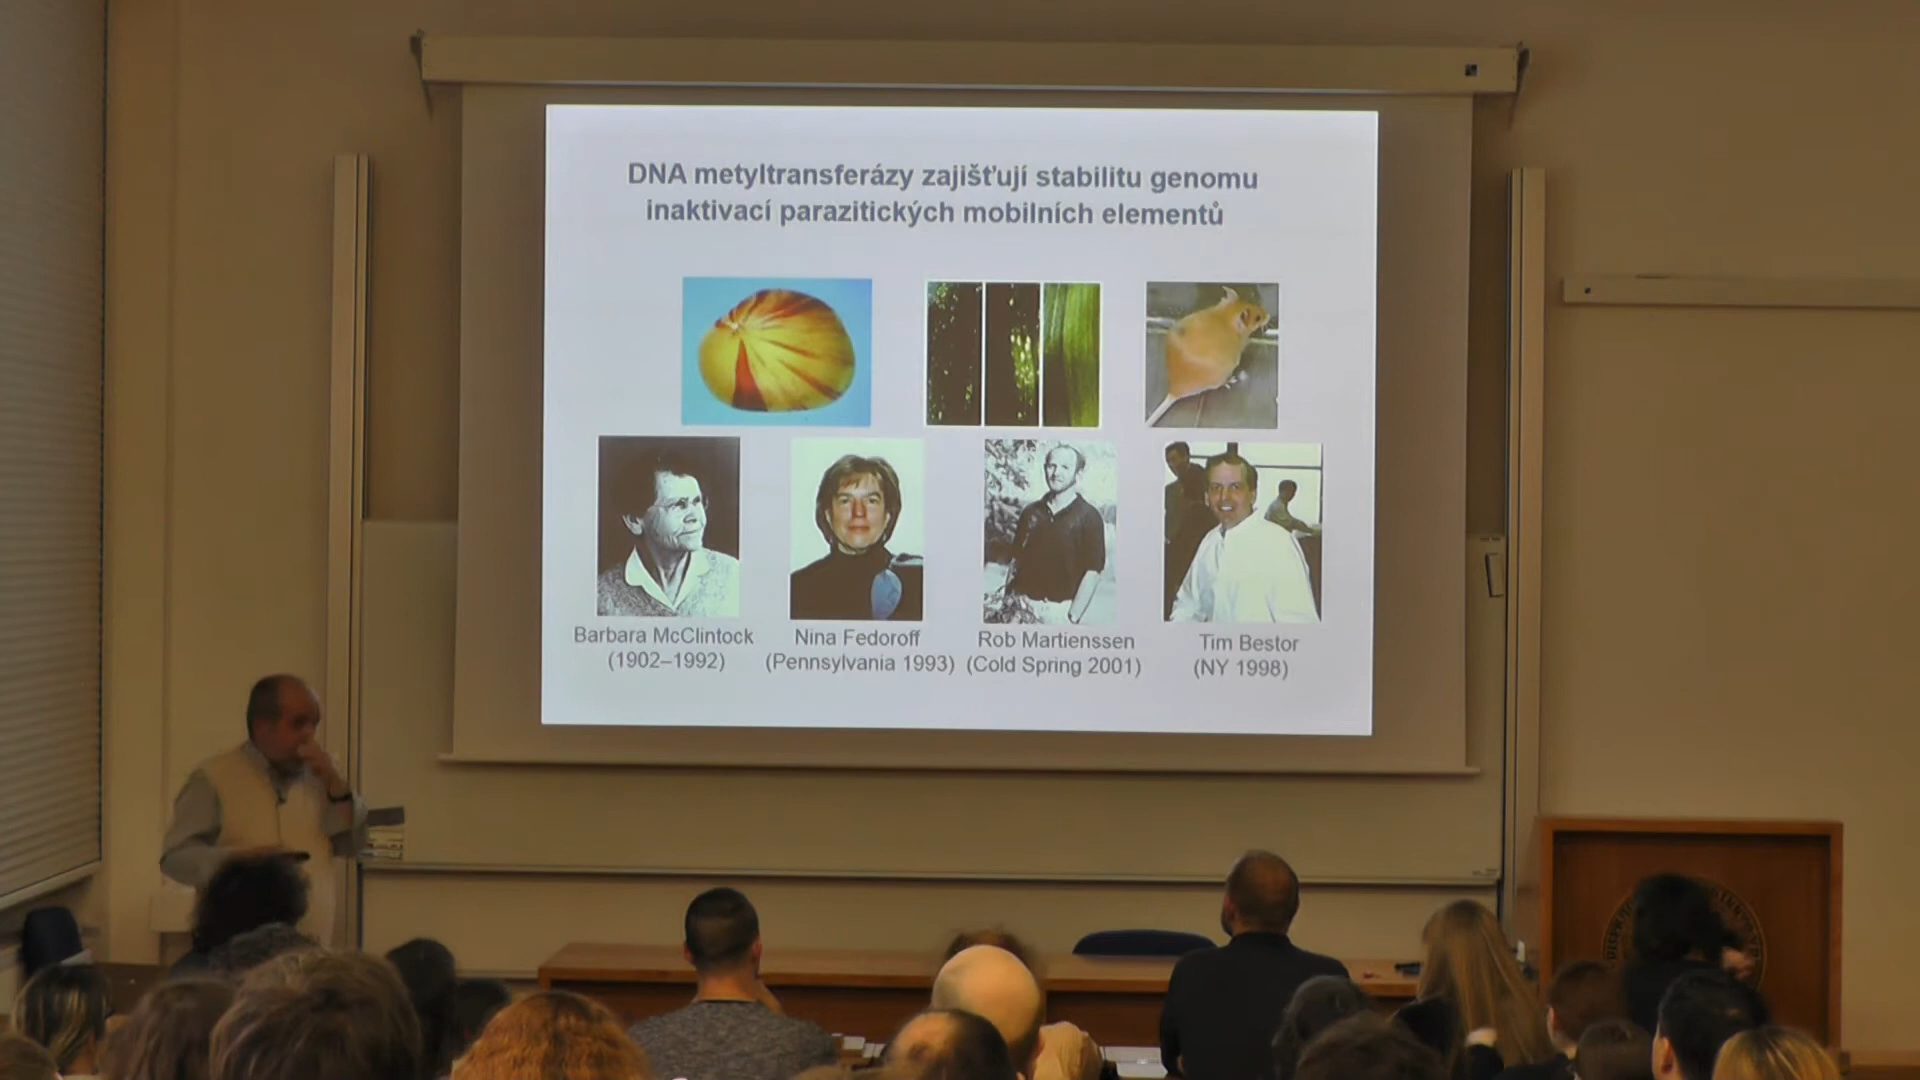 DNA metyltransferázy zajišťují stabilitu genomu
inaktivací parazitických mobilních elementů
Barbara McClintock
(1902–1992)
Nina Fedoroff
(Pennsylvania 1993)
Rob Martienssen
(Cold Spring 2001)
Tim Bestor
(NY 1998)